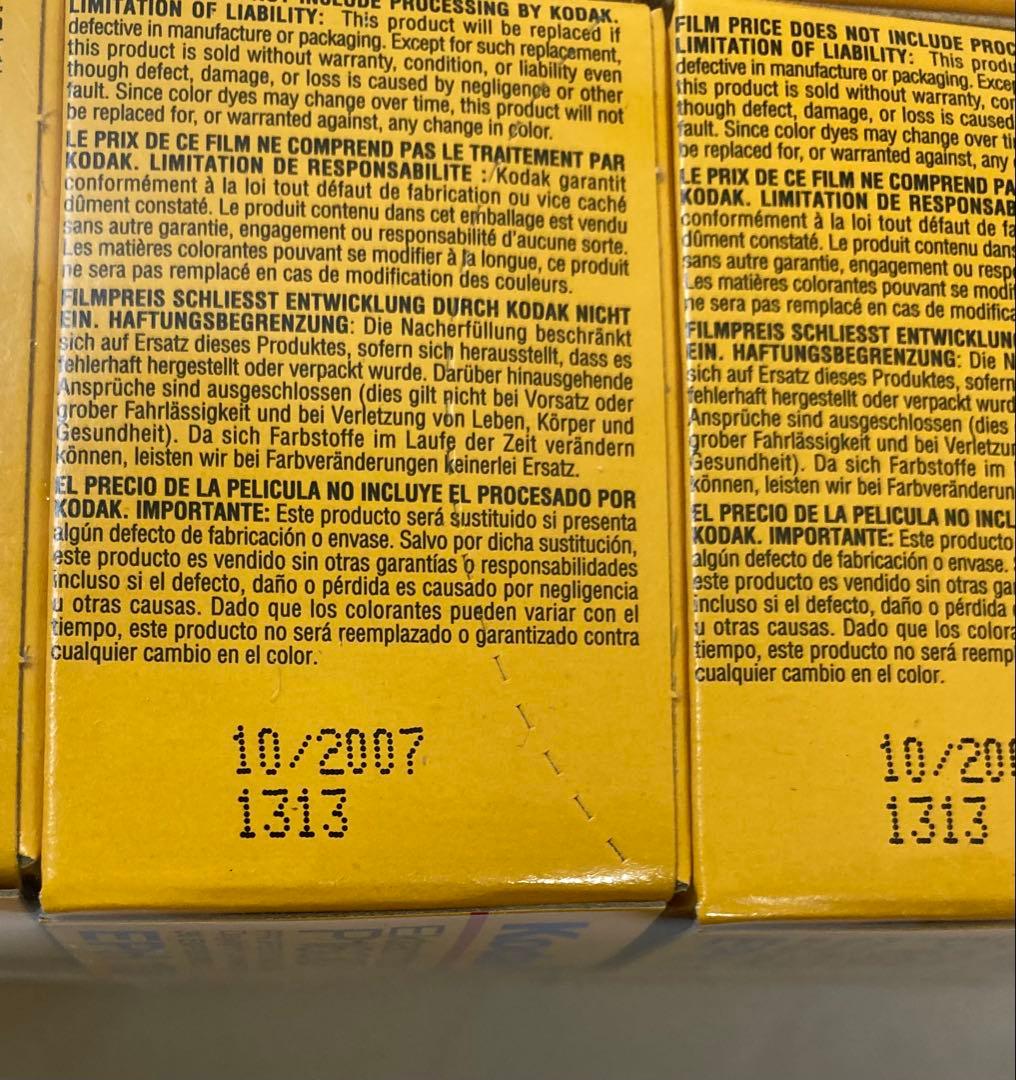 PROCESSING BY KODAK.
LIMITATION OF LIABILITY: This product will be replaced if
defective in manufacture or packaging. Except for such replacement,
this product is sold without warranty, condition, or liability even
though defect, damage, or loss is caused by negligence or other
fault. Since color dyes may change over time, this product will not
be replaced for, or warranted against, any change in color.
LE PRIX DE CE FILM NE COMPREND PAS LE TRAITEMENT PAR
KODAK. LIMITATION DE RESPONSABILITE : Kodak garantit
conformément à la loi tout défaut de fabrication ou vice caché
dûment constaté. Le produit contenu dans cet emballage est vendu
sans autre garantie, engagement ou responsabilité d'aucune sorte.
Les matières colorantes pouvant se modifier à la longue, ce produit
ne sera pas remplacé en cas de modification des couleurs.
FILMPREIS SCHLIESST ENTWICKLUNG DURCH KODAK NICHT
EIN. HAFTUNGSBEGRENZUNG: Die Nacherfüllung beschränkt
sich auf Ersatz dieses Produktes, sofern sich herausstellt, dass es
fehlerhaft hergestellt oder verpackt wurde. Darüber hinausgehende
Ansprüche sind ausgeschlossen (dies gilt nicht bei Vorsatz oder
grober Fahrlässigkeit und bei Verletzung von Leben, Körper und
Gesundheit). Da sich Farbstoffe im Laufe der Zeit verändern
können, leisten wir bei Farbveränderungen keinerlei Ersatz.
EL PRECIO DE LA PELICULA NO INCLUYE EL PROCESADO POR
KODAK. IMPORTANTE: Este producto será sustituido si presenta
algún defecto de fabricación o envase. Salvo por dicha sustitución,
este producto es vendido sin otras garantías o responsabilidades
incluso si el defecto, daño o pérdida es causado por negligencia
u otras causas. Dado que los colorantes pueden variar con el
tiempo, este producto no será reemplazado o garantizado contra
cualquier cambio en el color.
10/2007
1313
FILM PRICE DOES NOT INCLUDE
LIMITATION OF LIABILITY: This
defective in manufacture or packaging.
this product is sold without warranty,
though defect, damage, or loss is caused
fault. Since color dyes may change over
be replaced for, or warranted against, any
LE PRIX DE CE FILM NE COMPREND
KODAK. LIMITATION DE
conformément à la loi tout défaut de
dûment constaté. Le produit contenu
sans autre garantie, engagement ou
Les matières colorantes pouvant se
ne sera pas remplacé en cas de
FILMPREIS SCHLIESST
EIN. HAFTUNGSBEGRENZUNG: Die
sich auf Ersatz dieses Produktes, sofern
fehlerhaft hergestellt oder verpackt
Ansprüche sind ausgeschlossen (dies
grober Fahrlässigkeit und bei
Gesundheit). Da sich Farbstoffe im
können, leisten wir bei
EL PRECIO DE LA PELICULA NO
KODAK. IMPORTANTE: Este producto
algún defecto de fabricación o envase.
este producto es vendido sin otras
incluso si el defecto, daño o pérdida
u otras causas. Dado que los
tiempo, este producto no será
cualquier cambio en el color.
1313